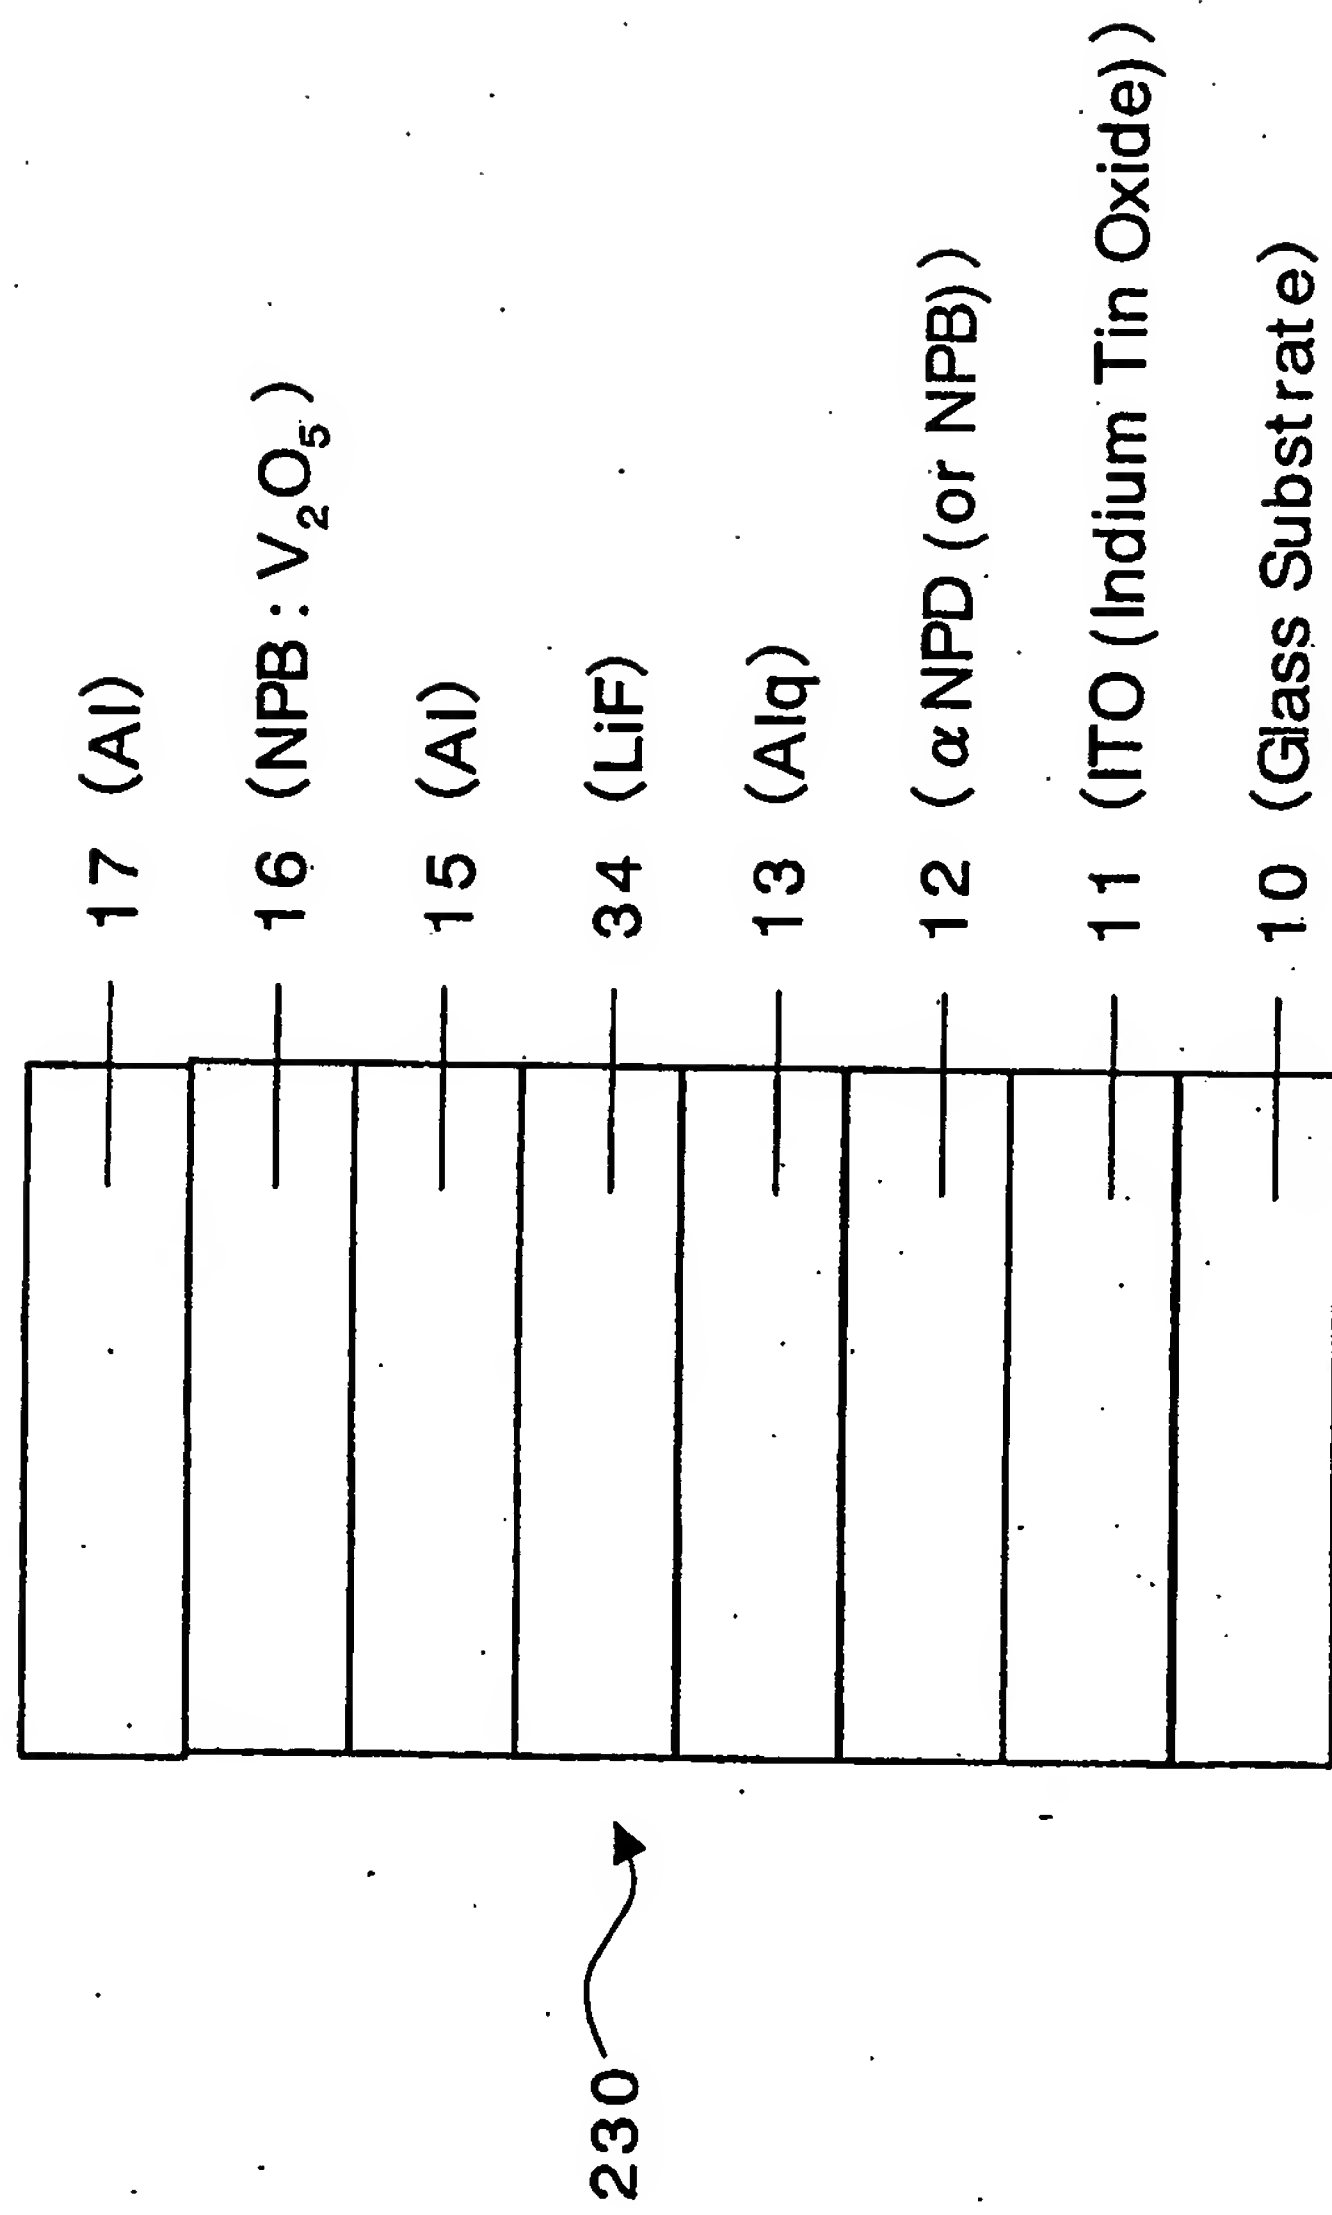 17 (Al)
16 (NPB:V2O5)
15 (Al)
34 (LiF)
13 (Alq)
12 (αNPD (or NPB))
11 (ITO (Indium Tin Oxide))
10 (Glass Substrate)
230